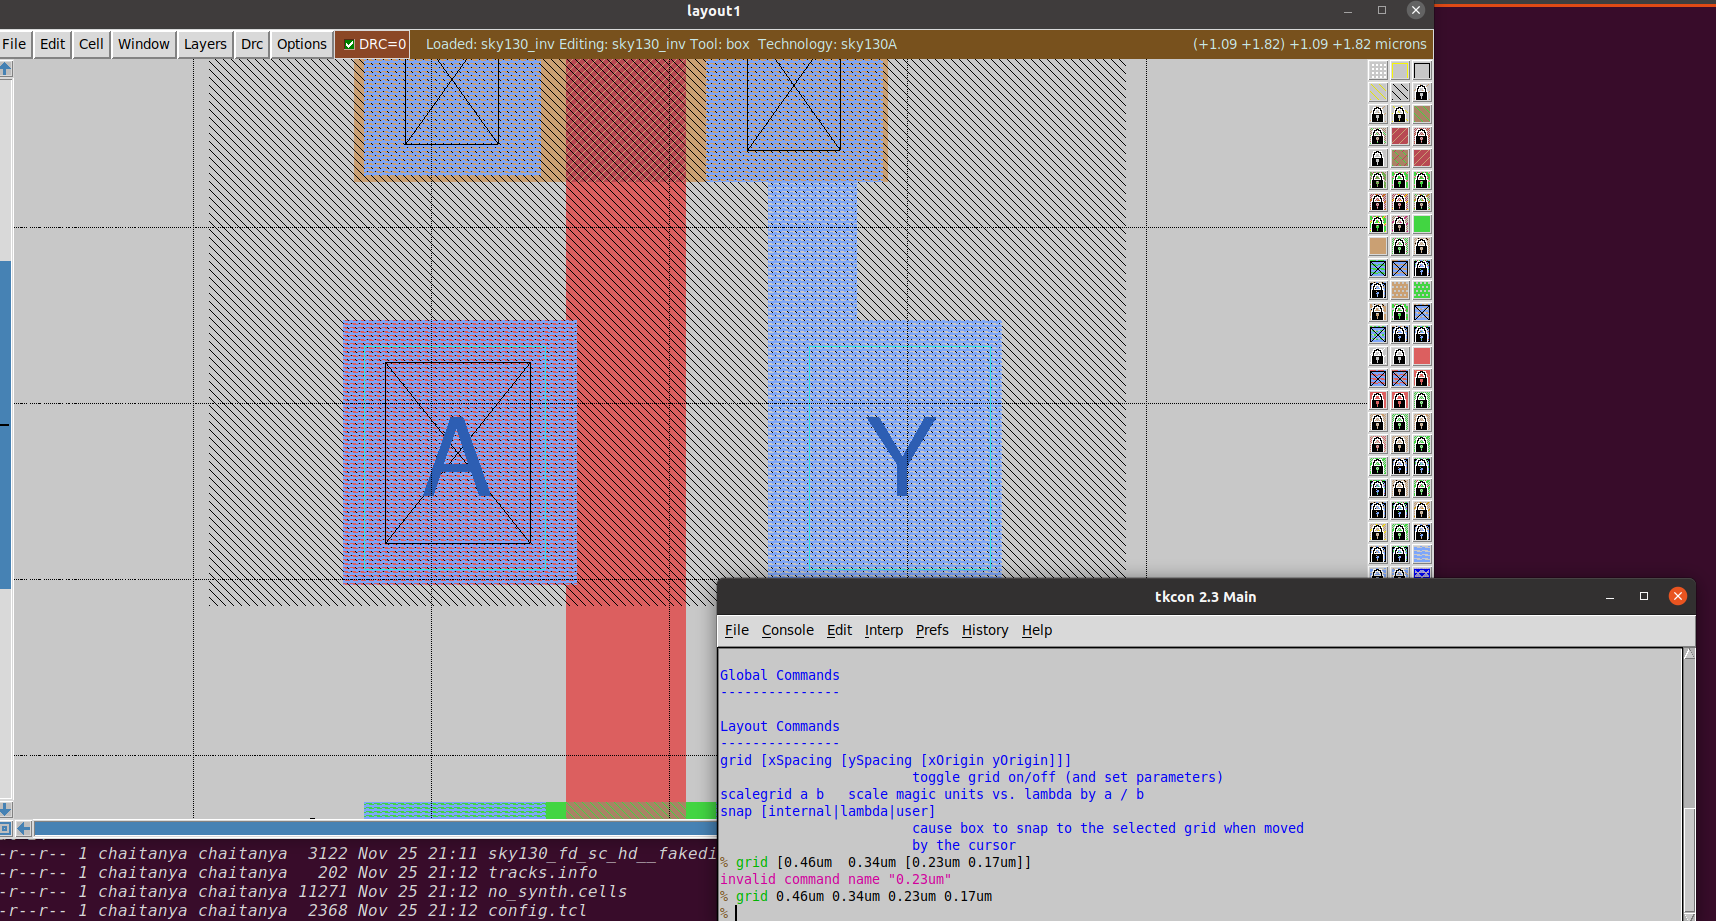 layout1
File Edit Cell Window Layers Drc Options DRC=0 Loaded: sky130_inv Editing: sky130_inv Tool: box Technology: sky130A (+1.09 +1.82) +1.09 +1.82 microns
A
Y
tkcon 2.3 Main
File Console Edit Interp Prefs History Help
Global Commands
---------------
Layout Commands
---------------
grid [xSpacing [ySpacing [xOrigin yOrigin]]]
toggle grid on/off (and set parameters)
scalegrid a b scale magic units vs. lambda by a / b
snap [internal|lambda|user]
cause box to snap to the selected grid when moved
by the cursor
% grid [0.46um 0.34um [0.23um 0.17um]]
invalid command name "0.23um"
% grid 0.46um 0.34um 0.23um 0.17um
%
-r--r-- 1 chaitanya chaitanya 3122 Nov 25 21:11 sky130_fd_sc_hd__fakedi
-r--r-- 1 chaitanya chaitanya 202 Nov 25 21:12 tracks.info
-r--r-- 1 chaitanya chaitanya 11271 Nov 25 21:12 no_synth.cells
-r--r-- 1 chaitanya chaitanya 2368 Nov 25 21:12 config.tcl